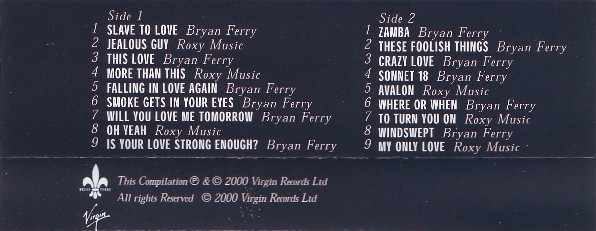 Side 1
1 SLAVE TO LOVE Bryan Ferry
2 JEALOUS GUY Roxy Music
3 THIS LOVE Bryan Ferry
4 MORE THAN THIS Roxy Music
5 FALLING IN LOVE AGAIN Bryan Ferry
6 SMOKE GETS IN YOUR EYES Bryan Ferry
7 WILL YOU LOVE ME TOMORROW Bryan Ferry
8 OH YEAH Roxy Music
9 IS YOUR LOVE STRONG ENOUGH? Bryan Ferry
Side 2
1 ZAMBA Bryan Ferry
2 THESE FOOLISH THINGS Bryan Ferry
3 CRAZY LOVE Bryan Ferry
4 SONNET 18 Bryan Ferry
5 AVALON Roxy Music
6 WHERE OR WHEN Bryan Ferry
7 TO TURN YOU ON Roxy Music
8 WINDSWEPT Bryan Ferry
9 MY ONLY LOVE Roxy Music
BRYAN FERRY
This Compilation ℗ & © 2000 Virgin Records Ltd
All rights Reserved © 2000 Virgin Records Ltd
Virgin